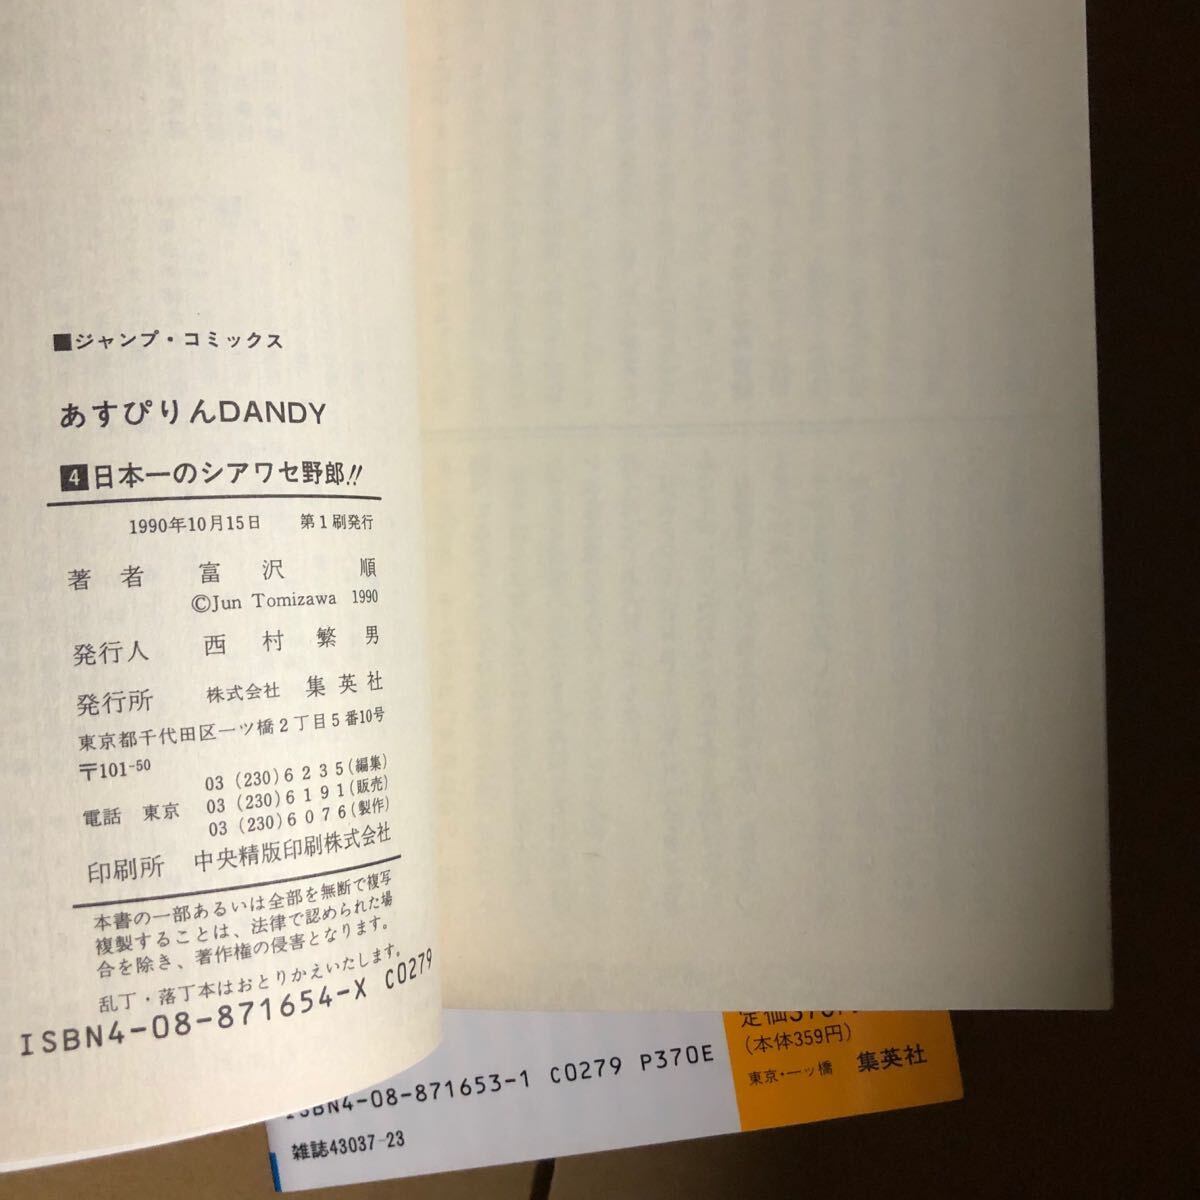 ■ジャンプ・コミックス
あすぴりんDANDY
4日本一のシアワセ野郎!!
1990年10月15日 第1刷発行
著者 富沢 順
©Jun Tomizawa 1990
発行人 西村繁男
発行所 株式会社 集英社
東京都千代田区一ツ橋2丁目5番10号
〒101-50
03 (230) 6235 (編集)
電話 東京 03 (230) 6191 (販売)
03 (230) 6076 (製作)
印刷所 中央精版印刷株式会社
本書の一部あるいは全部を無断で複写
複製することは、法律で認められた場
合を除き、著作権の侵害となります。
乱丁・落丁本はおとりかえいたします。
ISBN4-08-871654-X C0279
ISBN4-08-871653-1 C0279 P370E
雑誌43037-23
定価370
(本体359円)
東京・一ツ橋 集英社